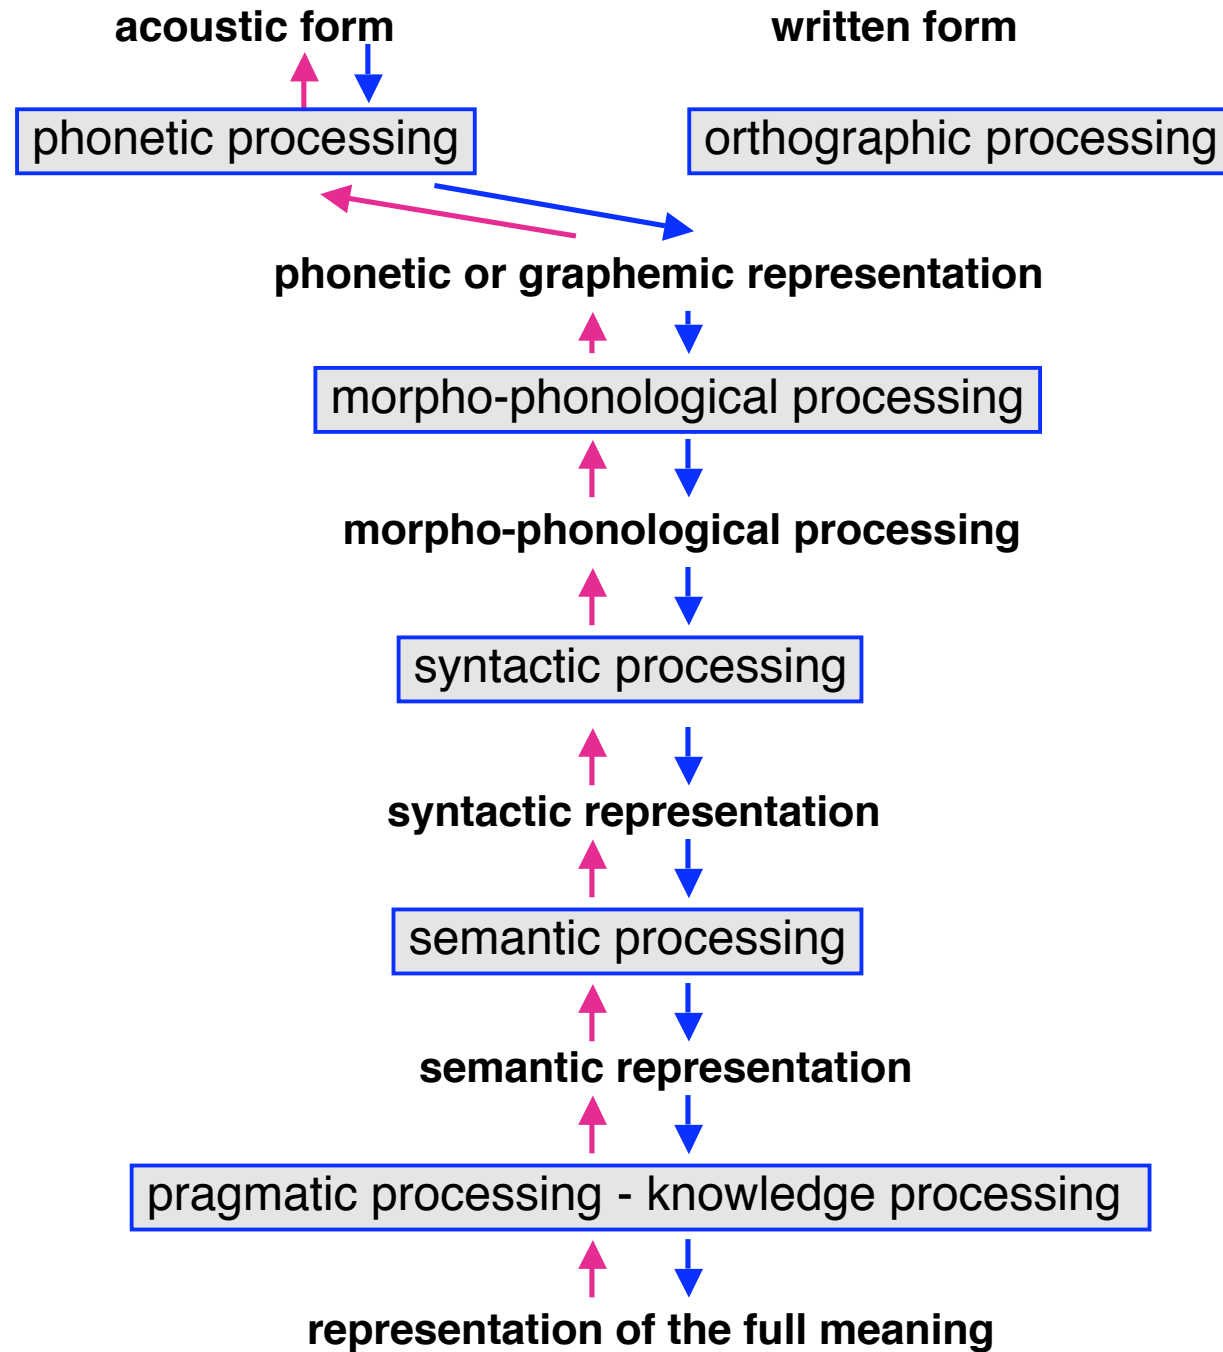 acoustic form
written form
phonetic processing
orthographic processing
phonetic or graphemic representation
morpho-phonological processing
morpho-phonological processing
syntactic processing
syntactic representation
semantic processing
semantic representation
pragmatic processing - knowledge processing
representation of the full meaning